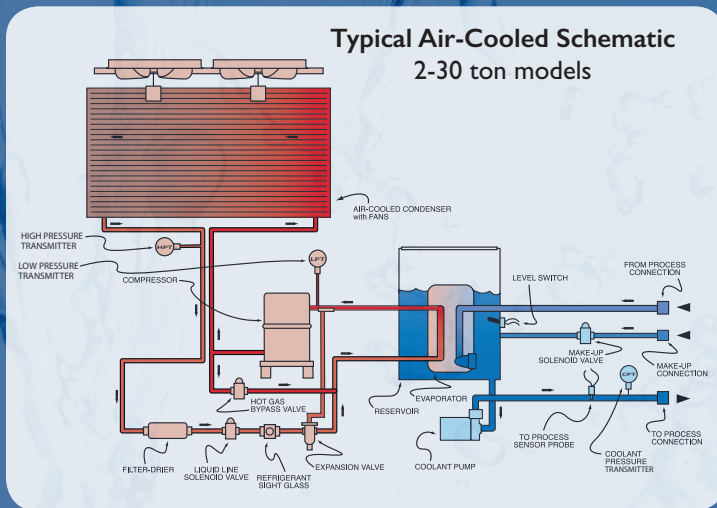 Typical Air-Cooled Schematic
2-30 ton models
AIR-COOLED CONDENSER
with FANS
HIGH PRESSURE
TRANSMITTER
HPT
LOW PRESSURE
TRANSMITTER
LPT
COMPRESSOR
LEVEL SWITCH
FROM PROCESS
CONNECTION
MAKE-UP
SOLENOID VALVE
MAKE-UP
CONNECTION
CPT
HOT GAS
BYPASS VALVE
EVAPORATOR
RESERVOIR
FILTER-DRIER
LIQUID LINE
SOLENOID VALVE
REFRIGERANT
SIGHT GLASS
EXPANSION VALVE
COOLANT PUMP
TO PROCESS
SENSOR PROBE
COOLANT
PRESSURE
TRANSMITTER
TO PROCESS
CONNECTION